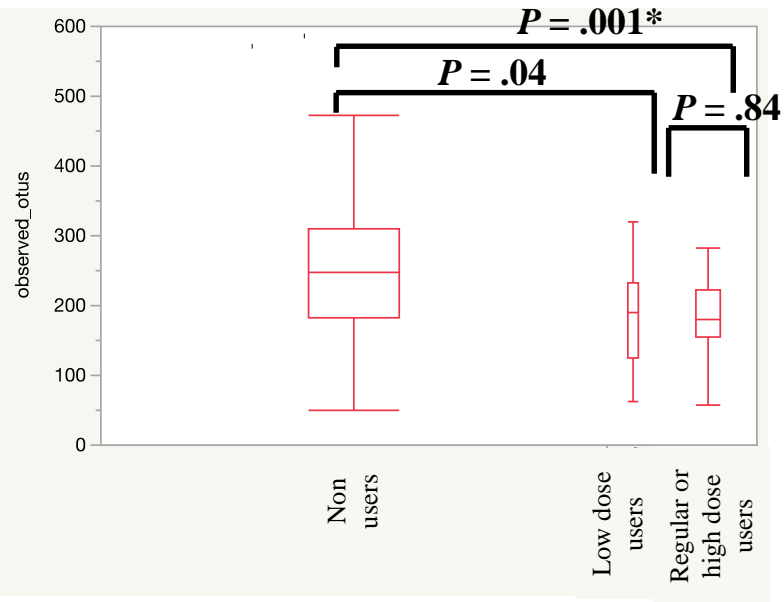 P = .001*
P = .04
P = .84
600
500
400
300
200
100
0
observed_otus
Non
users
Low dose
users
Regular or
high dose
users